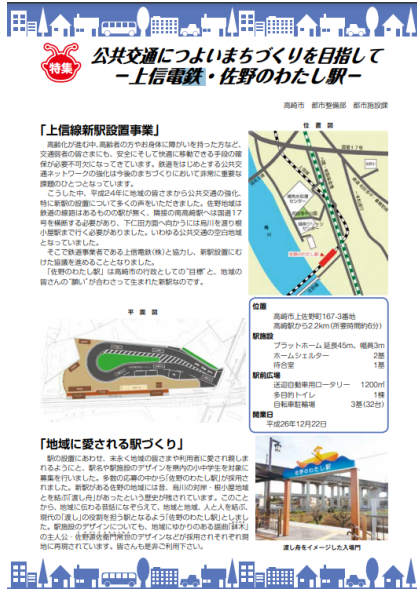 特集
公共交通につよいまちづくりを目指して
ー上信電鉄・佐野のわたし駅ー
高崎市　都市整備部　都市施設課
「上信線新駅設置事業」
高齢化が進む中、高齢者の方やお身体に障がいを持った方など、
交通弱者の皆さまにも、安全にそして快適に移動できる手段の確
保が必要不可欠になってきています。鉄道をはじめとする公共交
通ネットワークの強化は今後のまちづくりにおいて非常に重要な
課題のひとつとなっています。
こうした中、平成24年に地域の皆さまから公共交通の強化、
特に新駅の設置について多くの声をいただきました。佐野地域は
鉄道の線路はあるものの駅が無く、隣接の南高崎駅へは国道17
号を横断する必要があり、下仁田方面へ向かうには烏川を渡り根
小屋駅まで行く必要がありました。いわゆる公共交通の空白地域
となっていました。
そこで鉄道事業者である上信電鉄(株)と協力し、新駅設置にむ
けた協議を進めることとなりました。
「佐野のわたし駅」は高崎市の行政としての"目標"と、地域の
皆さんの"願い"が合わさって生まれた新駅なのです。
位置図
国道17号
烏川
佐野のわたし駅
平面図
位置
高崎市上佐野町167-3番地
高崎駅から2.2km(所要時間約6分)
駅施設
プラットホーム 延長45m、幅員3m
ホームシェルター　2基
待合室　1基
駅前広場
送迎自動車用ロータリー　1200㎡
多目的トイレ　1棟
自転車駐輪場　3基(32台)
開業日
平成26年12月22日
「地域に愛される駅づくり」
駅の設置にあわせ、末永く地域の皆さまや利用者に愛され親しま
れるようにと、駅名や駅施設のデザインを県内の小中学生を対象に
募集を行いました。多数の応募の中から「佐野のわたし駅」が採用さ
れました。新駅がある佐野の地域には昔、烏川の対岸・根小屋地域
とを結ぶ「渡し舟」があったという歴史が残されています。このこと
から、地域に伝わる昔話になぞらえて、地域と地域、人と人を結ぶ、
現代の「渡し」の役割を担う駅となるよう「佐野のわたし駅」としまし
た。駅施設のデザインについても、地域にゆかりのある謡曲「鉢木」
の主人公・佐野源左衛門常世のデザインなどが採用されそれぞれ現
地に再現されています。皆さんも是非ご利用下さい。
佐野のわたし駅
渡し舟をイメージした入場門